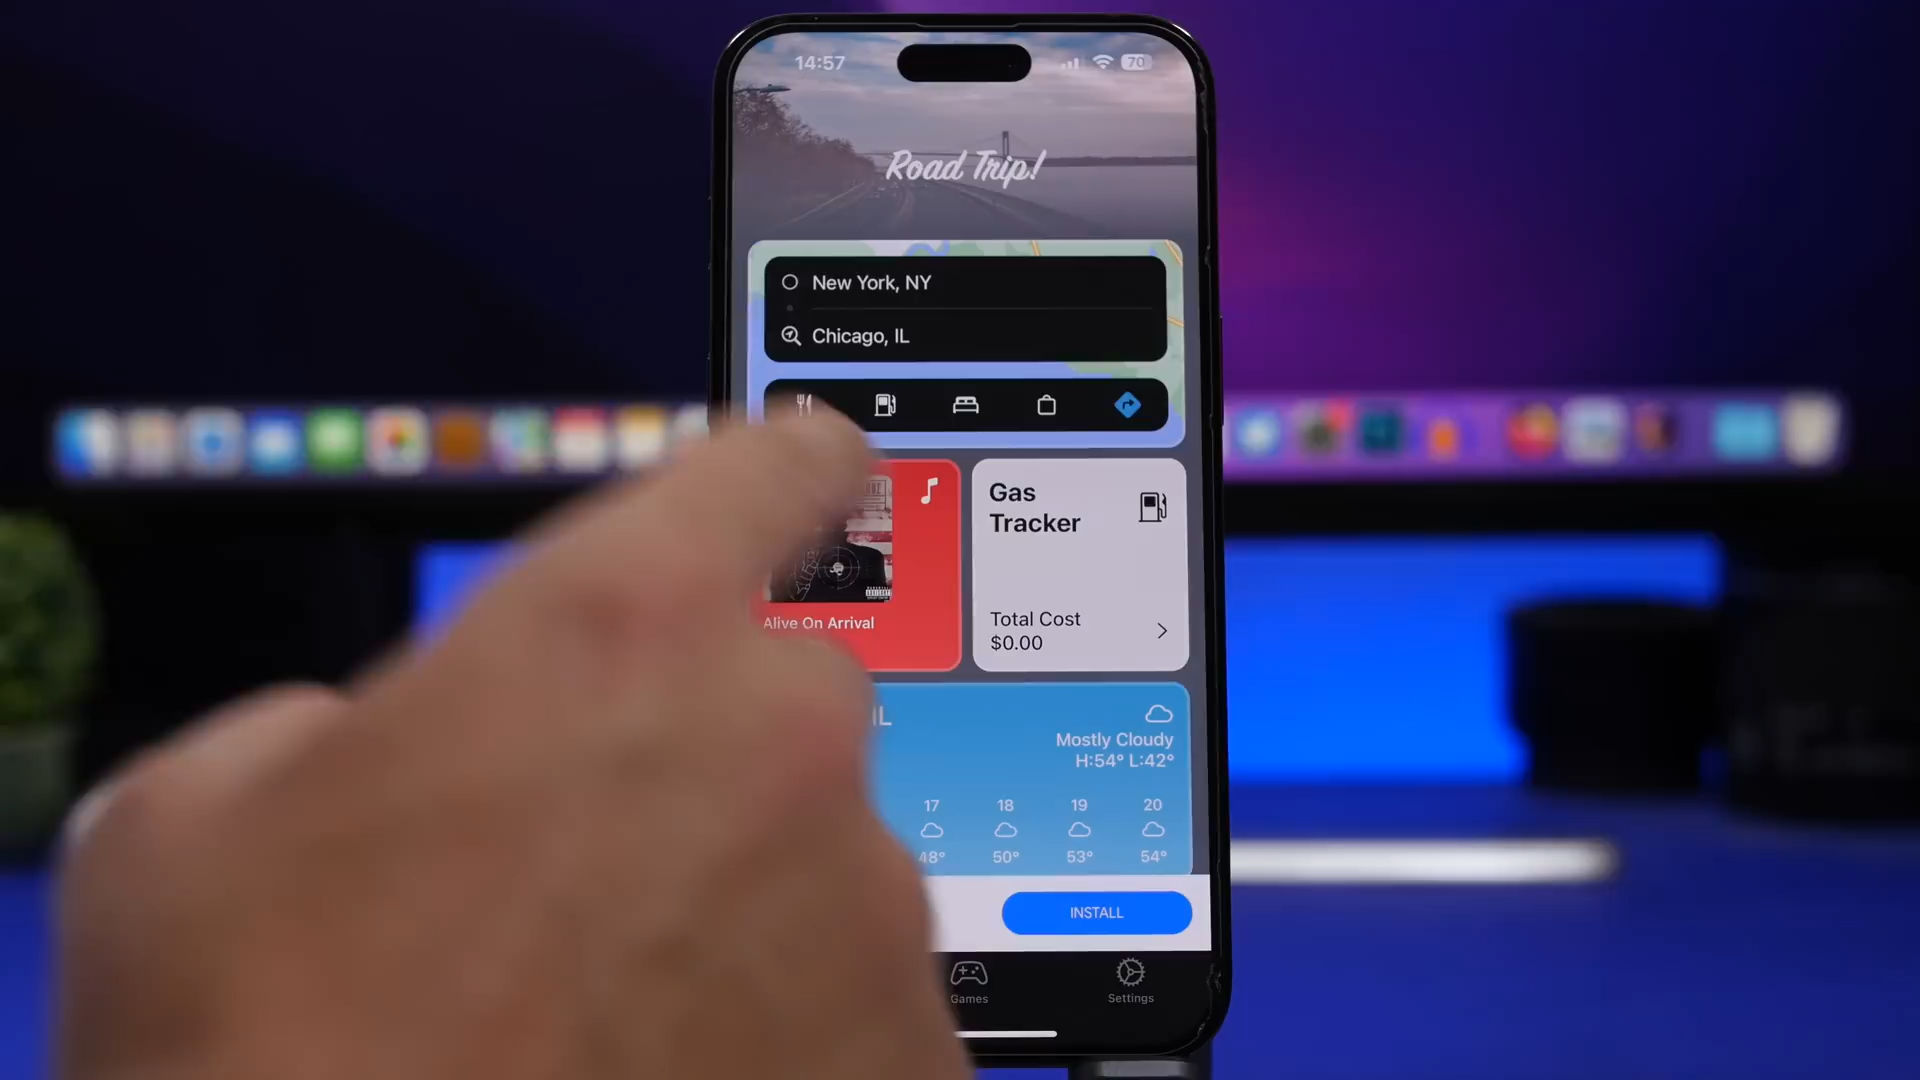 14:57
70
Road Trip!
New York, NY
Chicago, IL
Gas
Tracker
Alive On Arrival
Total Cost
$0.00
IL
Mostly Cloudy
H:54° L:42°
17 18 19 20
48° 50° 53° 54°
INSTALL
Games
Settings